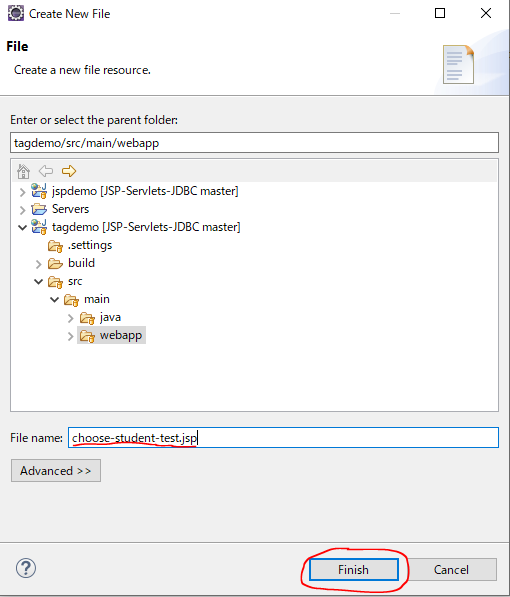 Create New File
File
Create a new file resource.
Enter or select the parent folder:
tagdemo/src/main/webapp
jspdemo [JSP-Servlets-JDBC master]
Servers
tagdemo [JSP-Servlets-JDBC master]
.settings
build
src
main
java
webapp
File name: choose-student-test.jsp
Advanced >>
? Finish Cancel